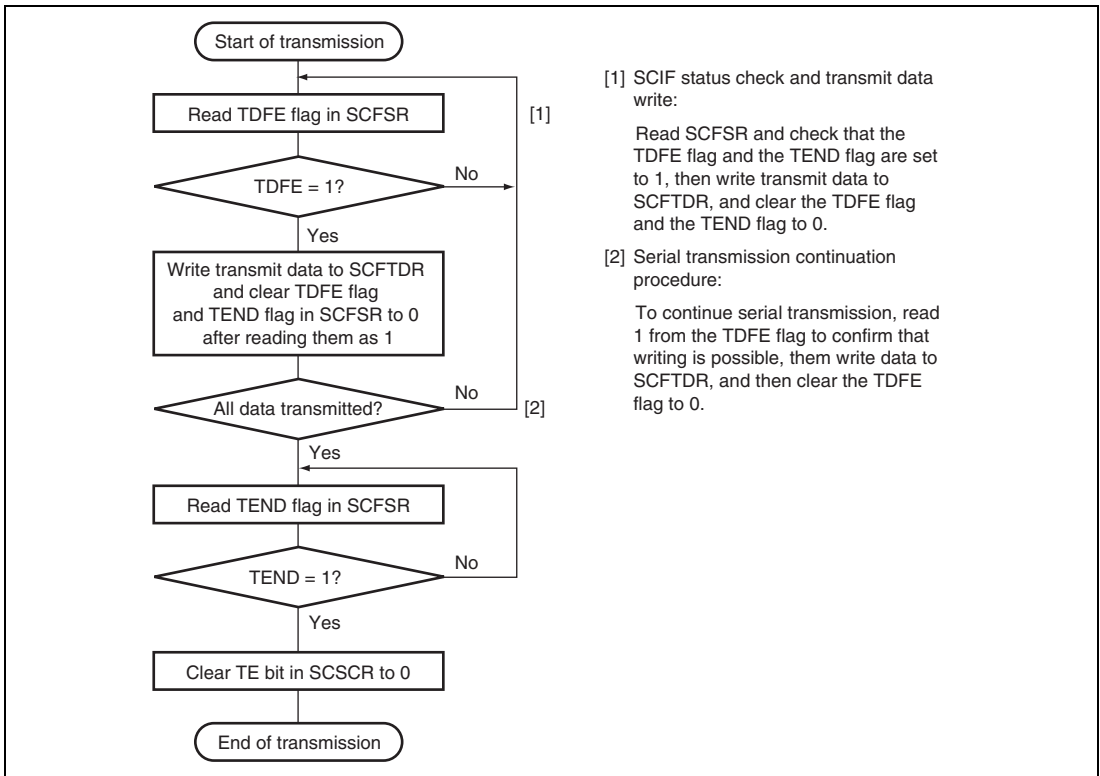 Start of transmission
Read TDFE flag in SCFSR
[1]
TDFE = 1?
No
Yes
Write transmit data to SCFTDR
and clear TDFE flag
and TEND flag in SCFSR to 0
after reading them as 1
All data transmitted?
No
[2]
Yes
Read TEND flag in SCFSR
TEND = 1?
No
Yes
Clear TE bit in SCSCR to 0
End of transmission
[1] SCIF status check and transmit data
write:
Read SCFSR and check that the
TDFE flag and the TEND flag are set
to 1, then write transmit data to
SCFTDR, and clear the TDFE flag
and the TEND flag to 0.
[2] Serial transmission continuation
procedure:
To continue serial transmission, read
1 from the TDFE flag to confirm that
writing is possible, them write data to
SCFTDR, and then clear the TDFE
flag to 0.